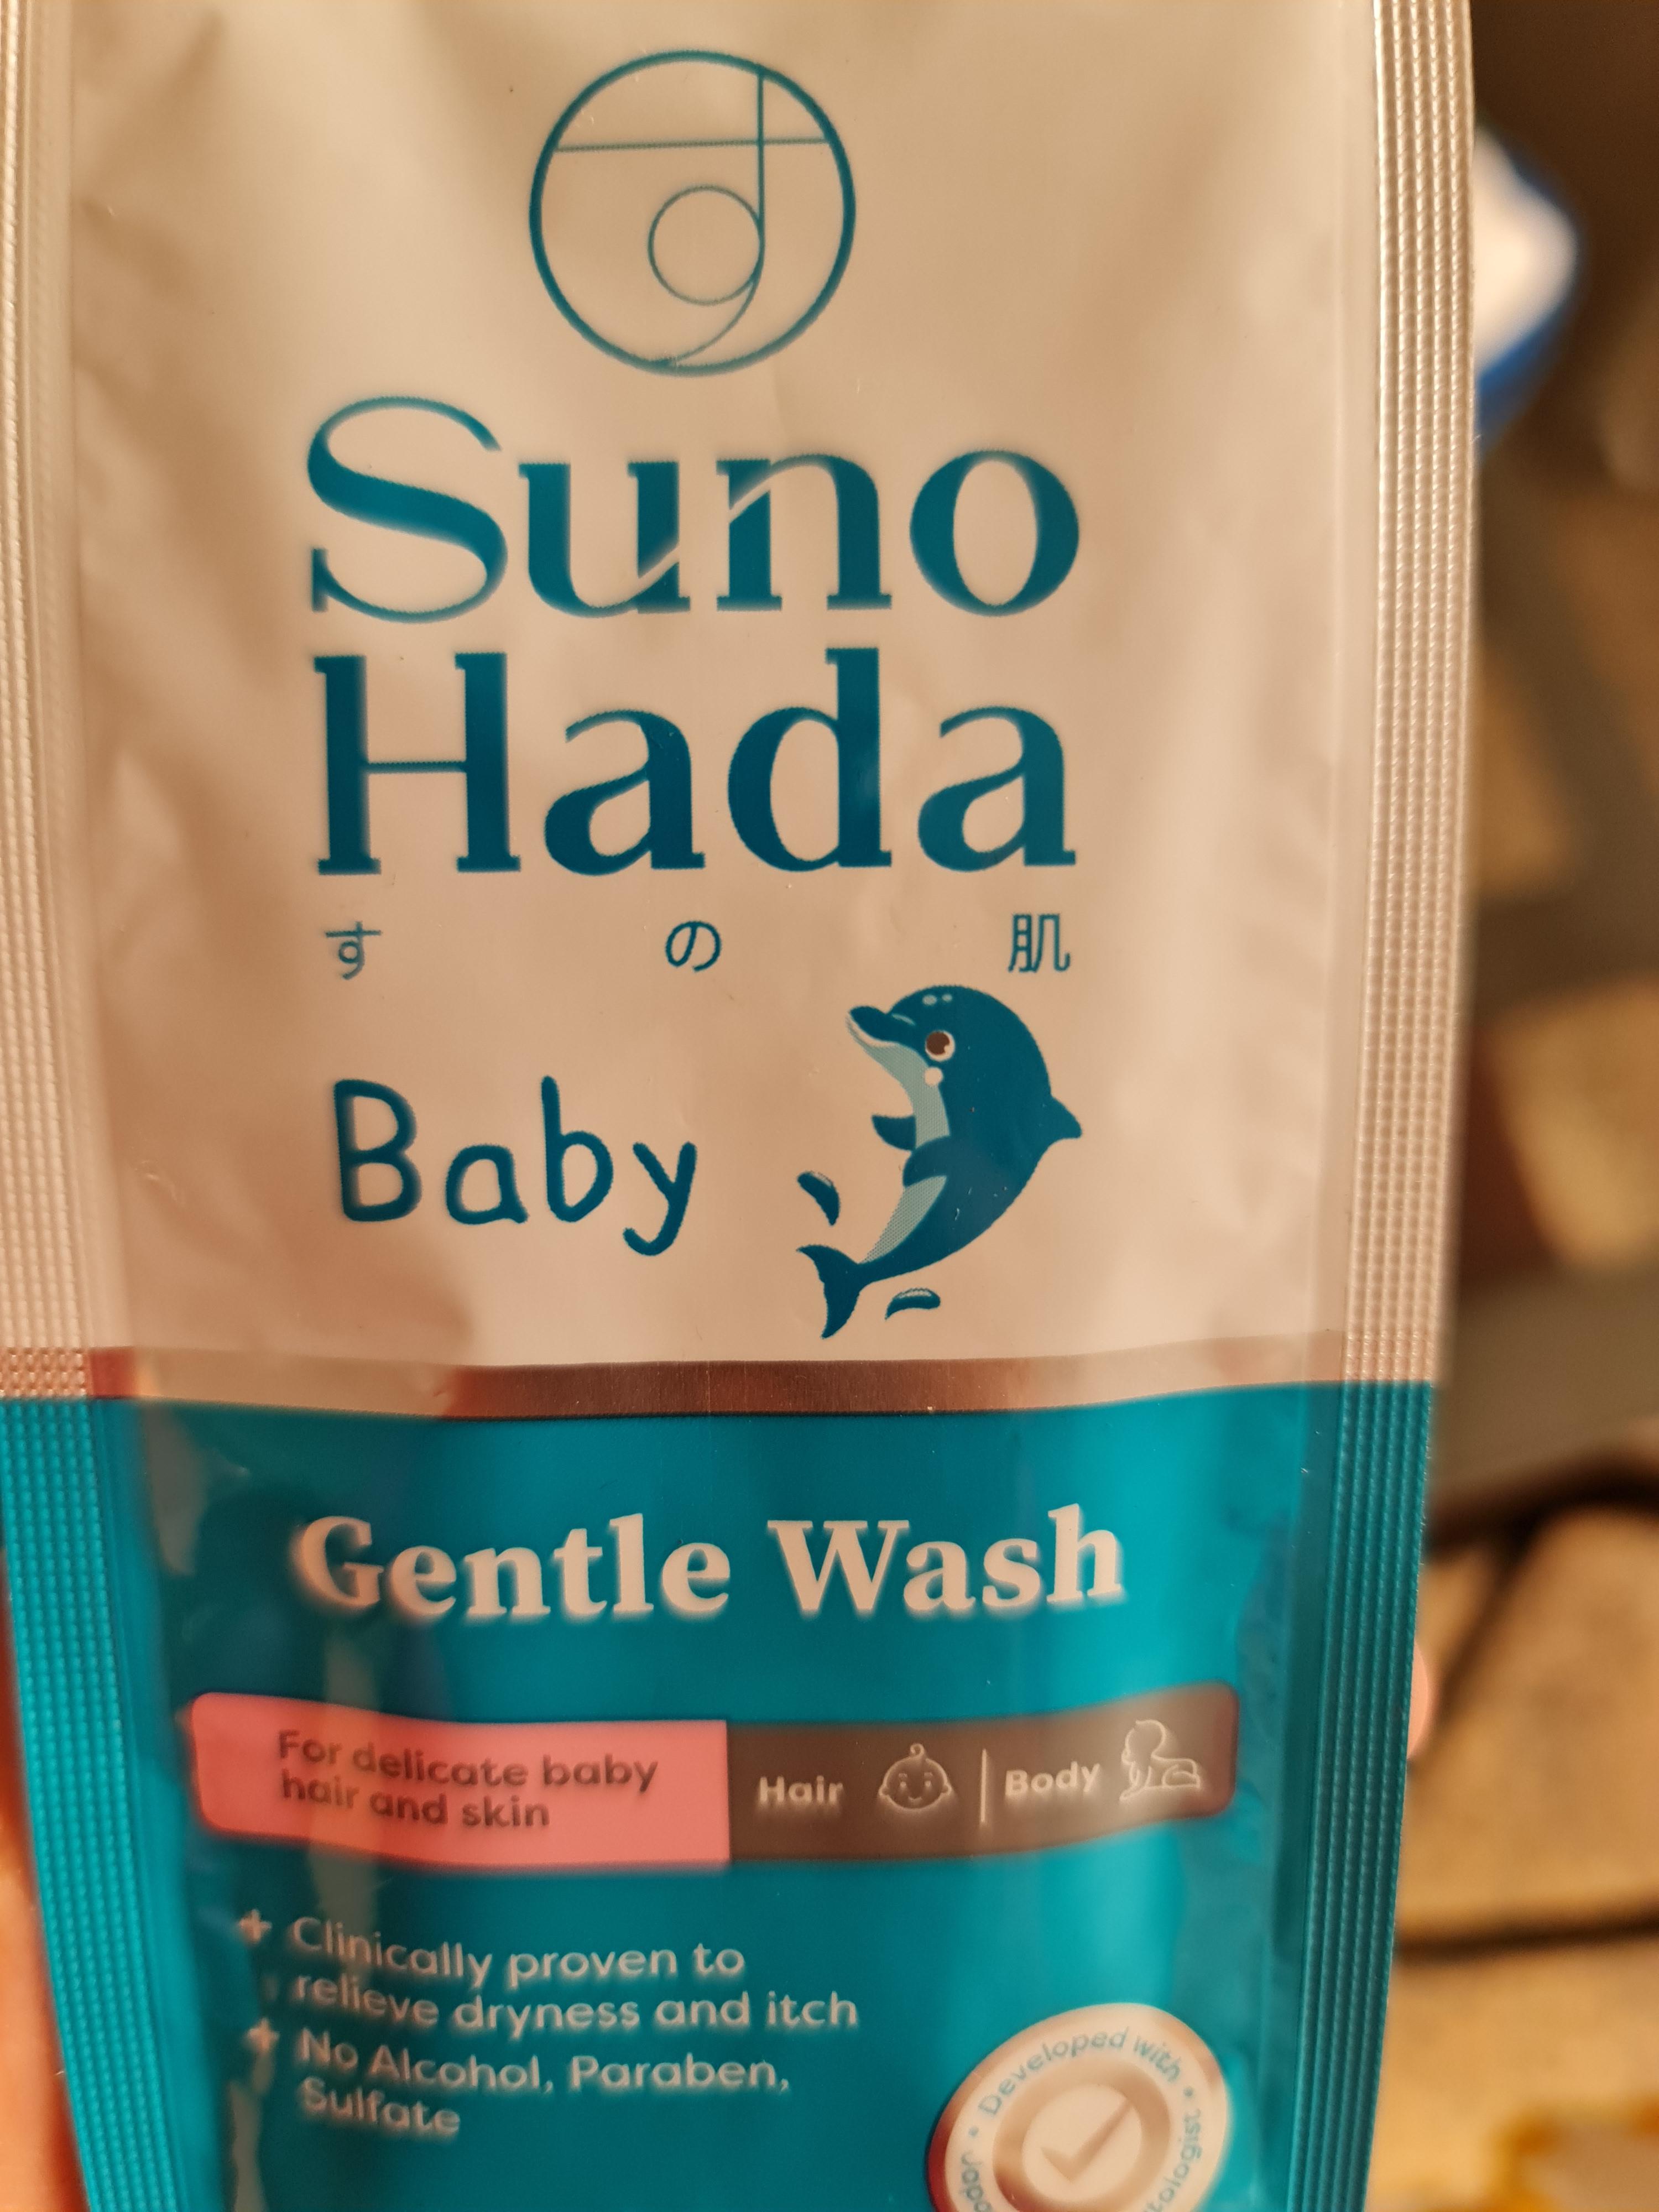 Suno
Hada
す の 肌
Baby
Gentle Wash
For delicate baby
hair and skin
Hair | Body
+ Clinically proven to
relieve dryness and itch
+ No Alcohol, Paraben,
Sulfate
• Developed with •